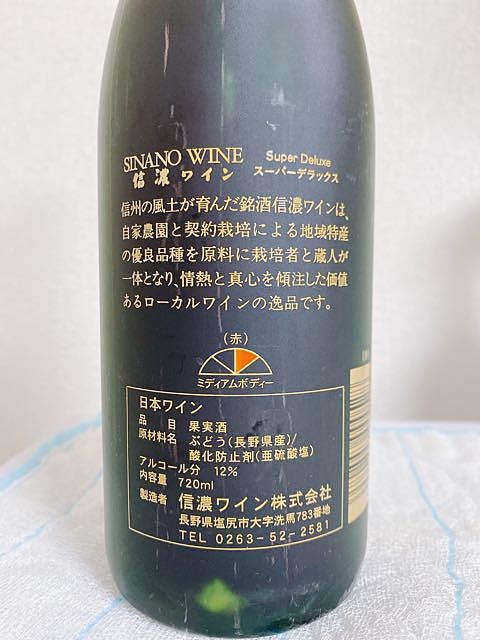 SINANO WINE Super Deluxe
信濃ワイン スーパーデラックス
信州の風土が育んだ銘酒信濃ワインは、
自家農園と契約栽培による地域特産
の優良品種を原料に栽培者と蔵人が
一体となり、情熱と真心を傾注した価値
あるローカルワインの逸品です。
(赤)
ミディアムボディー
日本ワイン
品 目 果実酒
原材料名 ぶどう(長野県産)/
酸化防止剤(亜硫酸塩)
アルコール分 12%
内容量 720ml
製造者 信濃ワイン株式会社
長野県塩尻市大字洗馬783番地
TEL 0263-52-2581